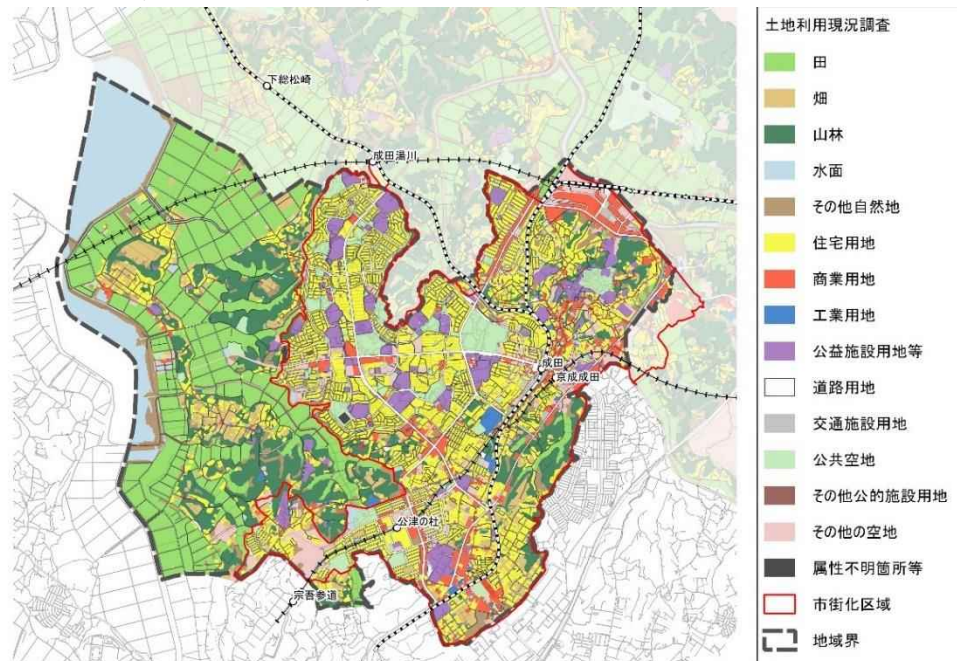 下総松崎
成田湯川
成田
京成成田
公津の杜
宗吾参道
土地利用現況調査
田
畑
山林
水面
その他自然地
住宅用地
商業用地
工業用地
公益施設用地等
道路用地
交通施設用地
公共空地
その他公的施設用地
その他の空地
属性不明箇所等
市街化区域
地域界